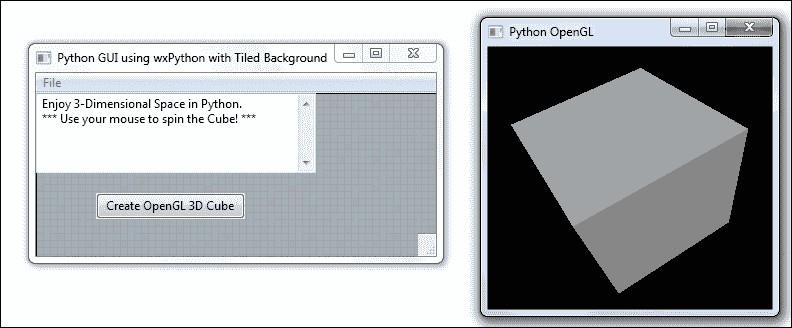 Python GUI using wxPython with Tiled Background
File
Enjoy 3-Dimensional Space in Python.
*** Use your mouse to spin the Cube! ***
Create OpenGL 3D Cube
Python OpenGL